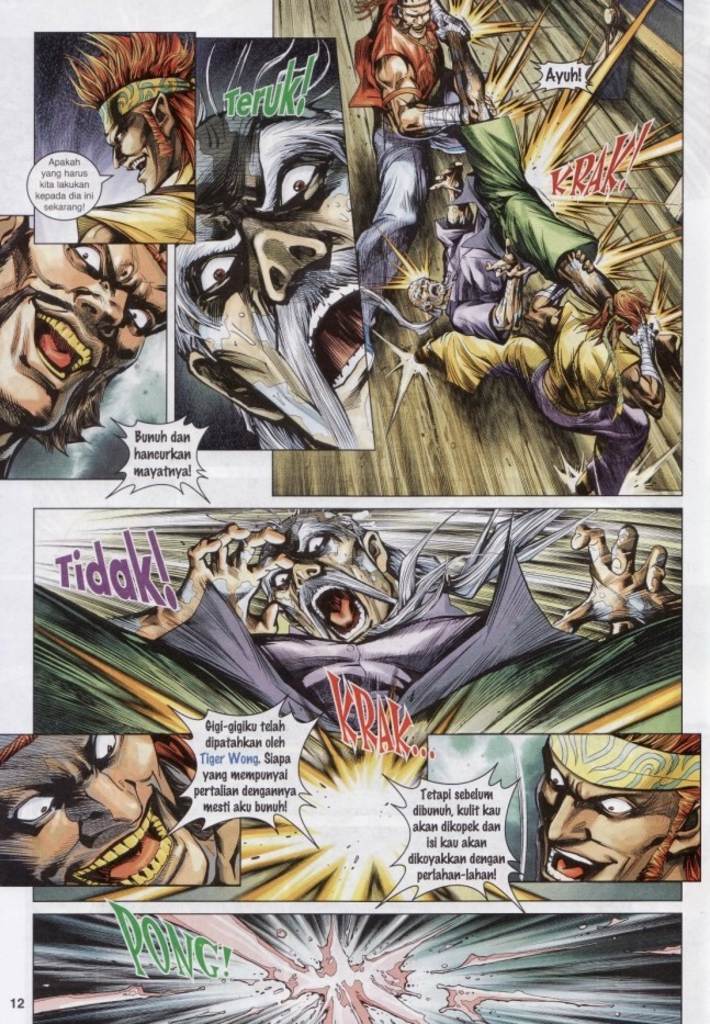 Apakah
yang harus
kita lakukan
kepada dia ini
sekarang!
Teruk!
Ayuh!
KRAK!
Bunuh dan
hancurkan
mayatnya!
Tidak!
KRAK...
Gigi-gigiku telah
dipatahkan oleh
Tiger Wong. Siapa
yang mempunyai
pertalian dengannya
mesti aku bunuh!
Tetapi sebelum
dibunuh, kulit kau
akan dikopek dan
isi kau akan
dikoyakkan dengan
perlahan-lahan!
PONG!
12